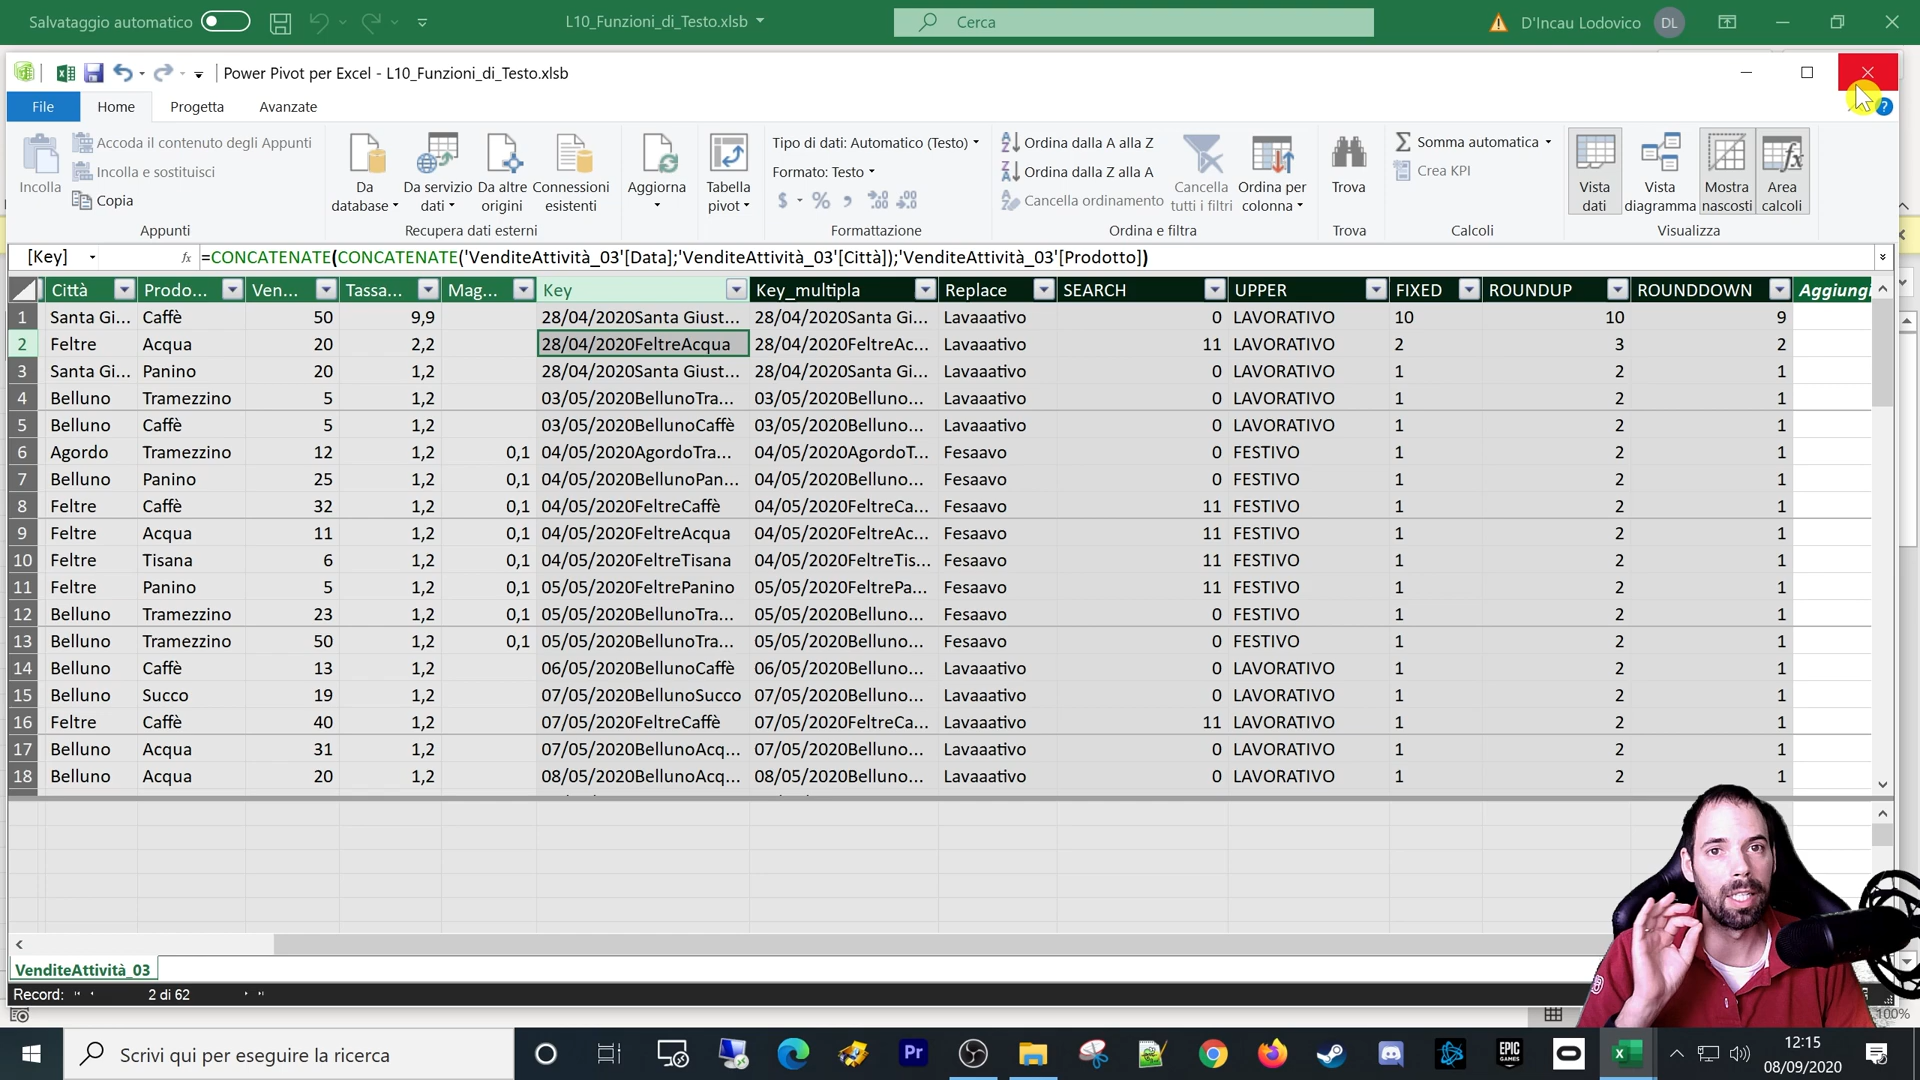 Salvataggio automatico
L10_Funzioni_di_Testo.xlsb
Cerca
D'Incau Lodovico
DL
Power Pivot per Excel - L10_Funzioni_di_Testo.xlsb
File
Home
Progetta
Avanzate
Incolla
Accoda il contenuto degli Appunti
Incolla e sostituisci
Copia
Appunti
Da database
Da servizio dati
Da altre origini
Connessioni esistenti
Recupera dati esterni
Aggiorna
Tabella pivot
Tipo di dati: Automatico (Testo)
Formato: Testo
$ % ,
Formattazione
Ordina dalla A alla Z
Ordina dalla Z alla A
Cancella ordinamento
Cancella tutti i filtri
Ordina per colonna
Ordina e filtra
Trova
Trova
Somma automatica
Crea KPI
Calcoli
Vista dati
Vista diagramma
Mostra nascosti
Area calcoli
Visualizza
[Key] fx =CONCATENATE(CONCATENATE('VenditeAttività_03'[Data];'VenditeAttività_03'[Città]);'VenditeAttività_03'[Prodotto])
Città Prodo... Ven... Tassa... Mag... Key Key_multipla Replace SEARCH UPPER FIXED ROUNDUP ROUNDDOWN Aggiungi
1 Santa Gi... Caffè 50 9,9 28/04/2020Santa Giust... 28/04/2020Santa Gi... Lavaaativo 0 LAVORATIVO 10 10 9
2 Feltre Acqua 20 2,2 28/04/2020FeltreAcqua 28/04/2020FeltreAc... Lavaaativo 11 LAVORATIVO 2 3 2
3 Santa Gi... Panino 20 1,2 28/04/2020Santa Giust... 28/04/2020Santa Gi... Lavaaativo 0 LAVORATIVO 1 2 1
4 Belluno Tramezzino 5 1,2 03/05/2020BellunoTra... 03/05/2020Belluno... Lavaaativo 0 LAVORATIVO 1 2 1
5 Belluno Caffè 5 1,2 03/05/2020BellunoCaffè 03/05/2020Belluno... Lavaaativo 0 LAVORATIVO 1 2 1
6 Agordo Tramezzino 12 1,2 0,1 04/05/2020AgordoTra... 04/05/2020AgordoT... Fesaavo 0 FESTIVO 1 2 1
7 Belluno Panino 25 1,2 0,1 04/05/2020BellunoPan... 04/05/2020Belluno... Fesaavo 0 FESTIVO 1 2 1
8 Feltre Caffè 32 1,2 0,1 04/05/2020FeltreCaffè 04/05/2020FeltreCa... Fesaavo 11 FESTIVO 1 2 1
9 Feltre Acqua 11 1,2 0,1 04/05/2020FeltreAcqua 04/05/2020FeltreAc... Fesaavo 11 FESTIVO 1 2 1
10 Feltre Tisana 6 1,2 0,1 04/05/2020FeltreTisana 04/05/2020FeltreTis... Fesaavo 11 FESTIVO 1 2 1
11 Feltre Panino 5 1,2 0,1 05/05/2020FeltrePanino 05/05/2020FeltrePa... Fesaavo 11 FESTIVO 1 2 1
12 Belluno Tramezzino 23 1,2 0,1 05/05/2020BellunoTra... 05/05/2020Belluno... Fesaavo 0 FESTIVO 1 2 1
13 Belluno Tramezzino 50 1,2 0,1 05/05/2020BellunoTra... 05/05/2020Belluno... Fesaavo 0 FESTIVO 1 2 1
14 Belluno Caffè 13 1,2 06/05/2020BellunoCaffè 06/05/2020Belluno... Lavaaativo 0 LAVORATIVO 1 2 1
15 Belluno Succo 19 1,2 07/05/2020BellunoSucco 07/05/2020Belluno... Lavaaativo 0 LAVORATIVO 1 2 1
16 Feltre Caffè 40 1,2 07/05/2020FeltreCaffè 07/05/2020FeltreCa... Lavaaativo 11 LAVORATIVO 1 2 1
17 Belluno Acqua 31 1,2 07/05/2020BellunoAcq... 07/05/2020Belluno... Lavaaativo 0 LAVORATIVO 1 2 1
18 Belluno Acqua 20 1,2 08/05/2020BellunoAcq... 08/05/2020Belluno... Lavaaativo 0 LAVORATIVO 1 2 1
VenditeAttività_03
Record: 2 di 62
100%
Scrivi qui per eseguire la ricerca
Pr
EPIC GAMES
12:15
08/09/2020